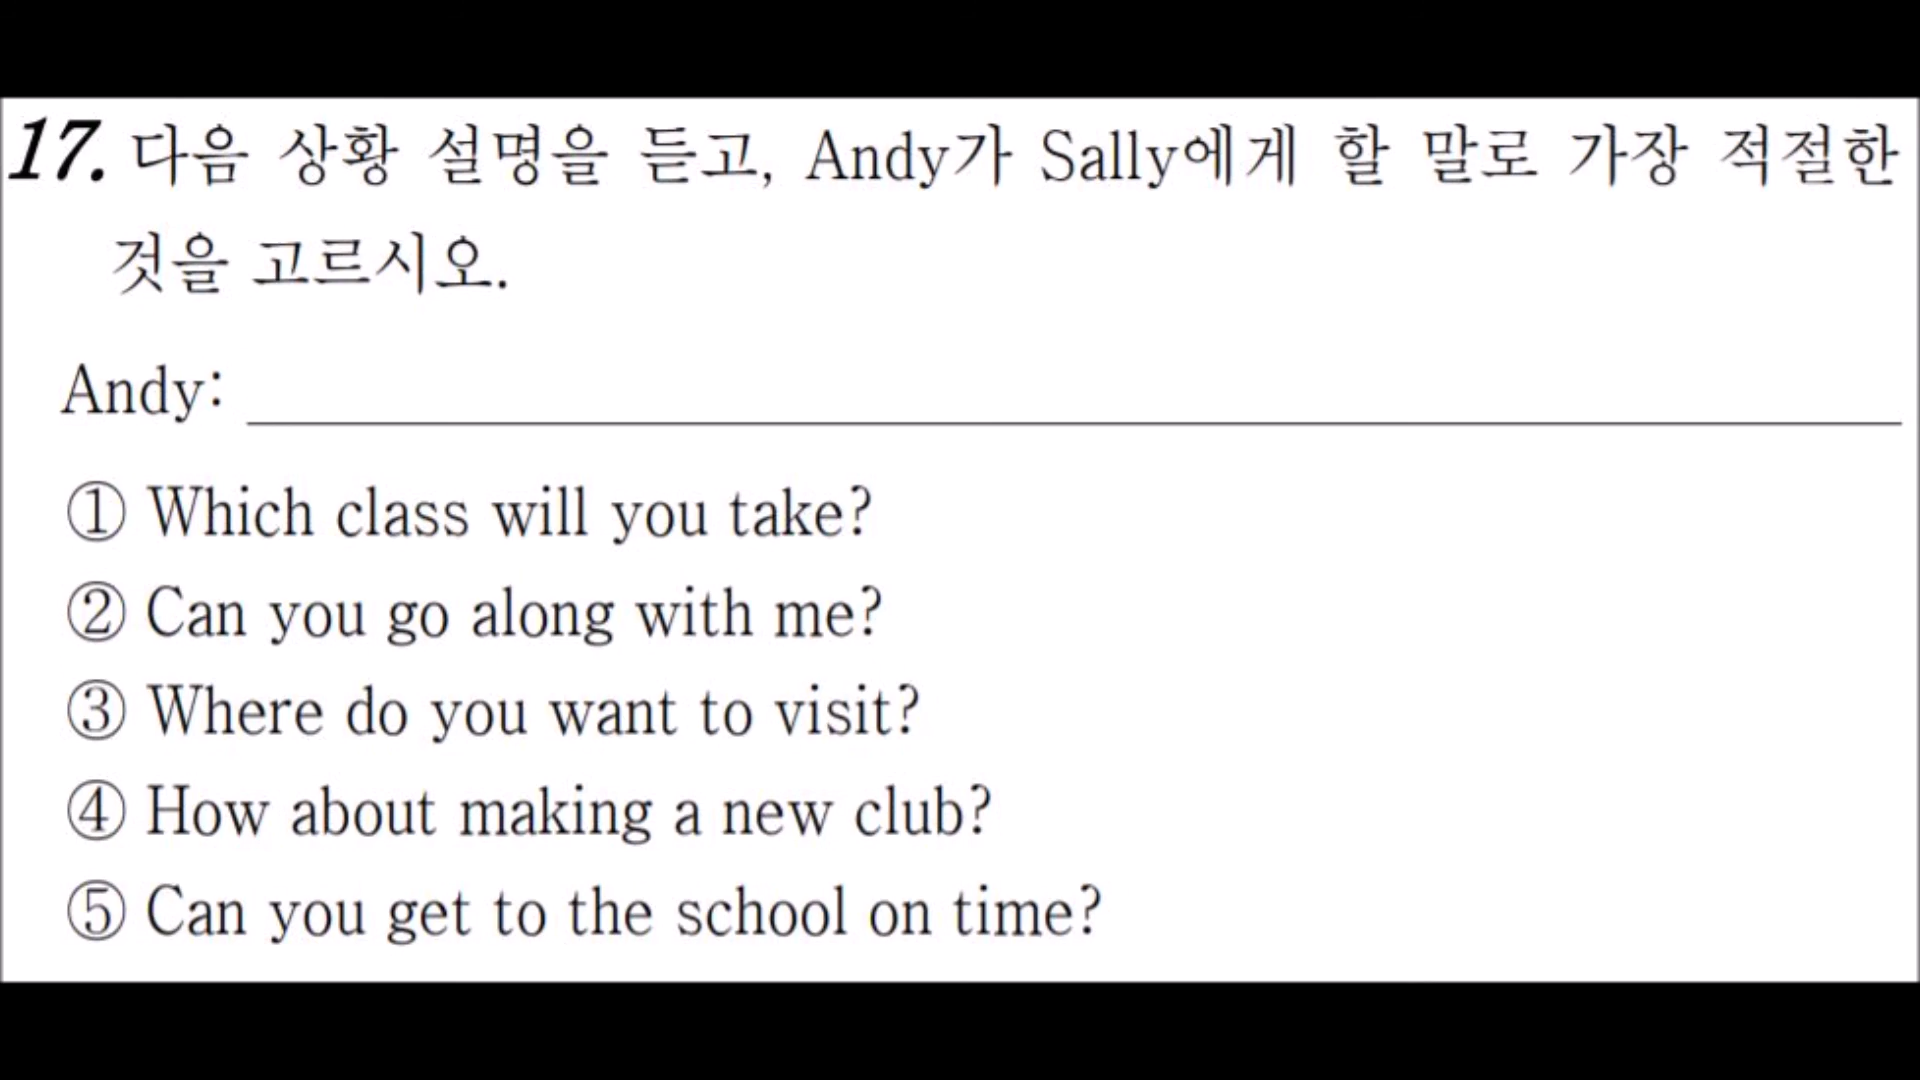 17. 다음 상황 설명을 듣고, Andy가 Sally에게 할 말로 가장 적절한
것을 고르시오.
Andy:
① Which class will you take?
② Can you go along with me?
③ Where do you want to visit?
④ How about making a new club?
⑤ Can you get to the school on time?